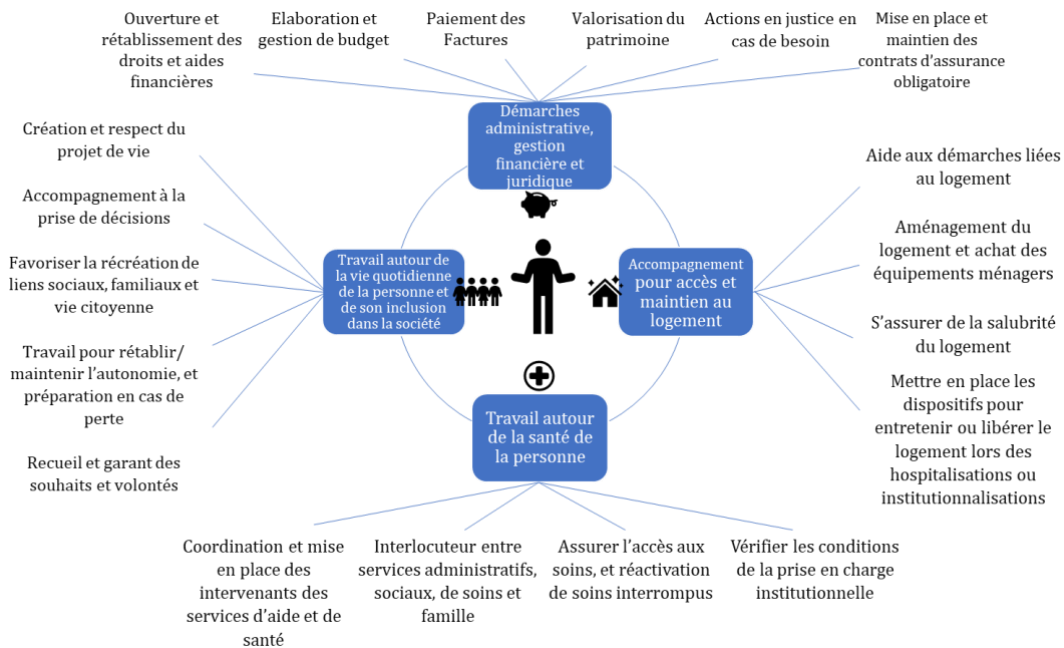 Ouverture et
rétablissement des
droits et aides
financières
Elaboration et
gestion de budget
Paiement des
Factures
Valorisation du
patrimoine
Actions en justice en
cas de besoin
Mise en place et
maintien des
contrats d'assurance
obligatoire
Démarches
administrative,
gestion
financière et
juridique
Création et respect du
projet de vie
Accompagnement à la
prise de décisions
Favoriser la récréation de
liens sociaux, familiaux et
vie citoyenne
Travail pour rétablir/
maintenir l'autonomie, et
préparation en cas de
perte
Recueil et garant des
souhaits et volontés
Travail autour de
la vie quotidienne
de la personne et
de son inclusion
dans la société
Accompagnement
pour accès et
maintien au
logement
Aide aux démarches liées
au logement
Aménagement du
logement et achat des
équipements ménagers
S'assurer de la salubrité
du logement
Mettre en place les
dispositifs pour
entretenir ou libérer le
logement lors des
hospitalisations ou
institutionnalisations
Travail autour
de la santé de
la personne
Coordination et mise
en place des
intervenants des
services d'aide et de
santé
Interlocuteur entre
services administratifs,
sociaux, de soins et
famille
Assurer l'accès aux
soins, et réactivation
de soins interrompus
Vérifier les conditions
de la prise en charge
institutionnelle